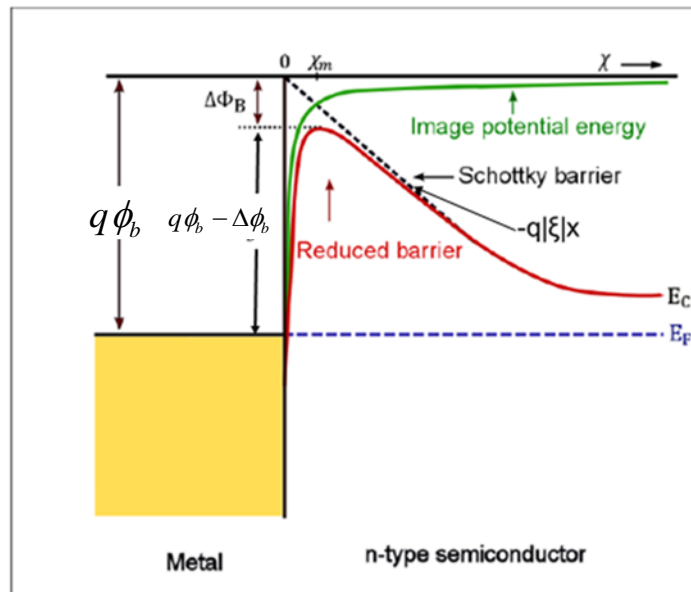 0 χm χ
ΔΦB
Image potential energy
Schottky barrier
qϕb qϕb − Δϕb
-q|ξ|x
Reduced barrier
EC
EF
Metal n-type semiconductor